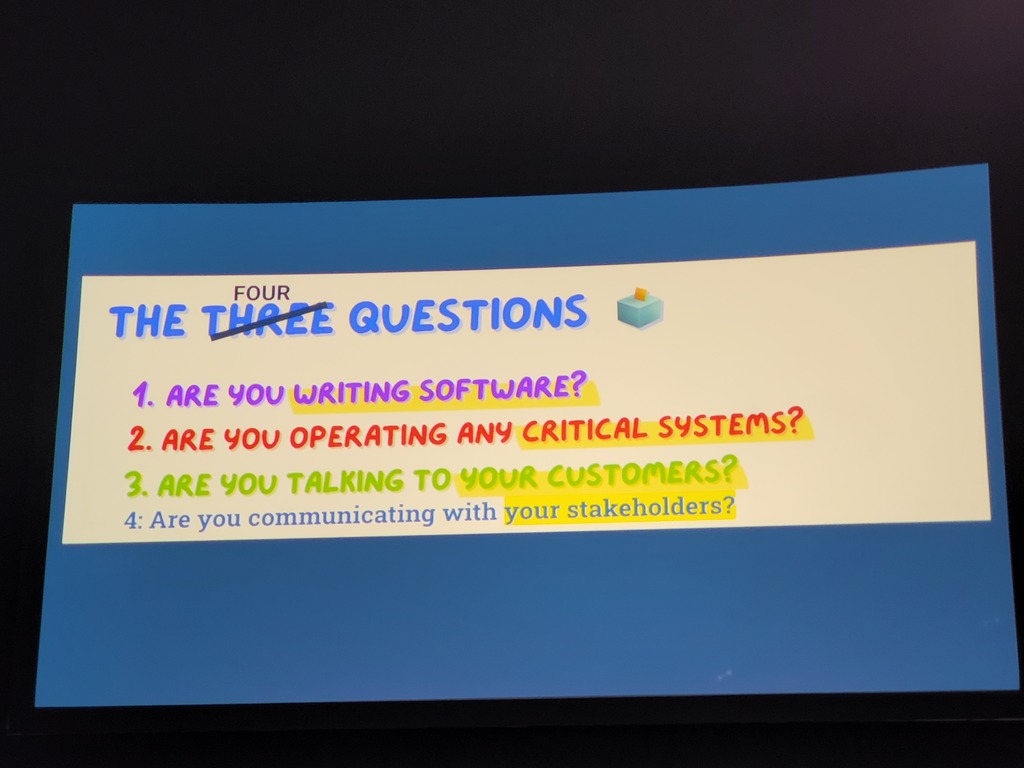 FOUR
THE THREE QUESTIONS
1. ARE YOU WRITING SOFTWARE?
2. ARE YOU OPERATING ANY CRITICAL SYSTEMS?
3. ARE YOU TALKING TO YOUR CUSTOMERS?
4: Are you communicating with your stakeholders?